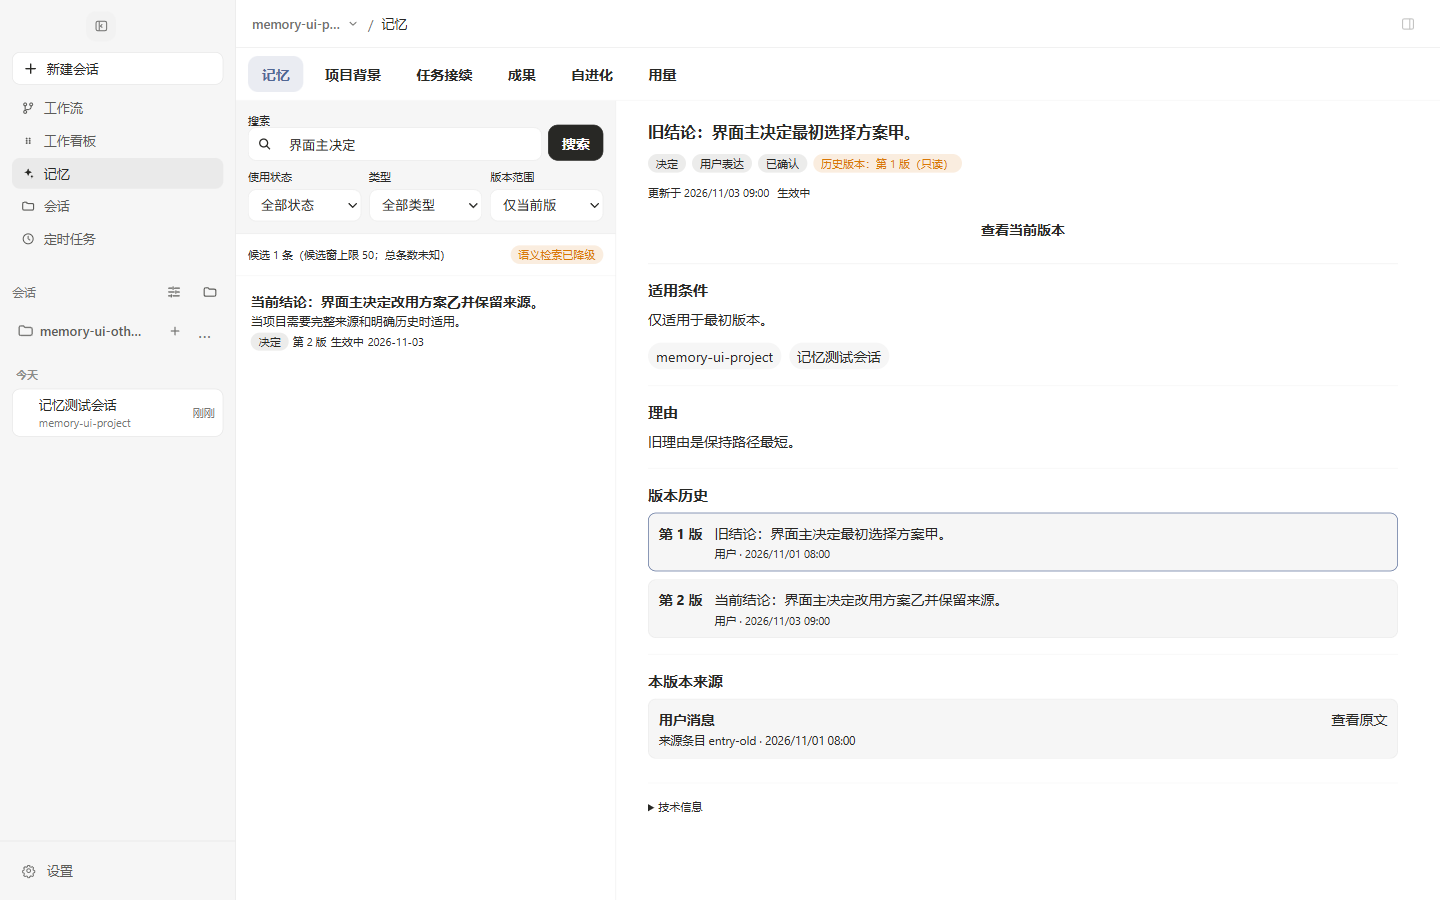 新建会话
工作流
工作看板
记忆
会话
定时任务
会话
memory-ui-oth...
今天
记忆测试会话
刚刚
memory-ui-project
设置
memory-ui-p... / 记忆
记忆 项目背景 任务接续 成果 自进化 用量
搜索
界面主决定
搜索
使用状态 类型 版本范围
全部状态 全部类型 仅当前版
候选 1 条（候选窗上限 50；总条数未知）
语义检索已降级
当前结论：界面主决定改用方案乙并保留来源。
当项目需要完整来源和明确历史时适用。
决定 第 2 版 生效中 2026-11-03
旧结论：界面主决定最初选择方案甲。
决定 用户表达 已确认 历史版本：第 1 版（只读）
更新于 2026/11/03 09:00 生效中
查看当前版本
适用条件
仅适用于最初版本。
memory-ui-project 记忆测试会话
理由
旧理由是保持路径最短。
版本历史
第 1 版 旧结论：界面主决定最初选择方案甲。
用户 · 2026/11/01 08:00
第 2 版 当前结论：界面主决定改用方案乙并保留来源。
用户 · 2026/11/03 09:00
本版本来源
用户消息
查看原文
来源条目 entry-old · 2026/11/01 08:00
技术信息